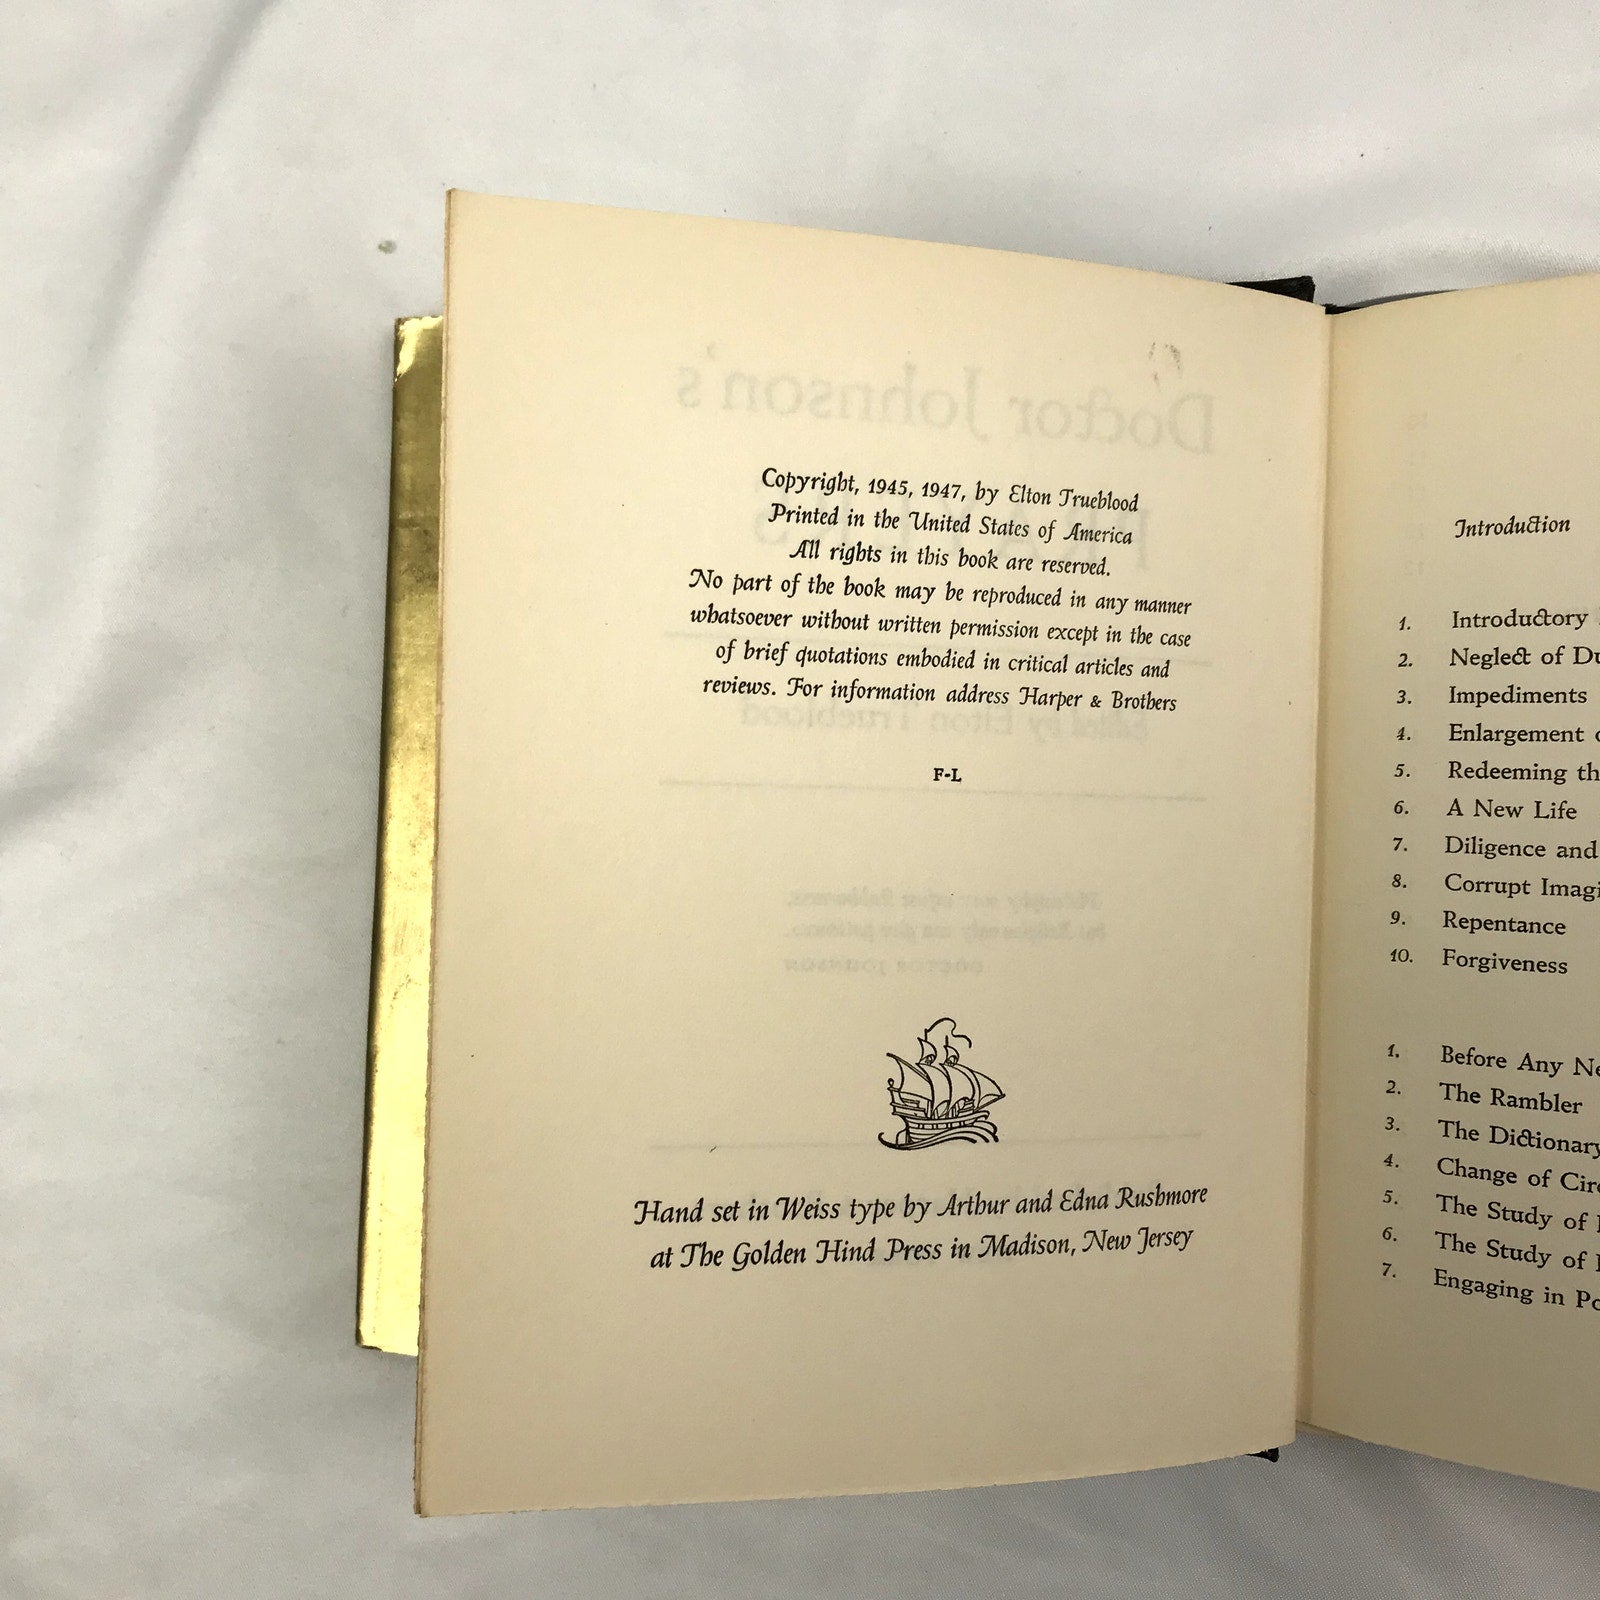 Copyright, 1945, 1947, by Elton Trueblood
Printed in the United States of America
All rights in this book are reserved.
No part of the book may be reproduced in any manner
whatsoever without written permission except in the case
of brief quotations embodied in critical articles and
reviews. For information address Harper & Brothers
F-L
Hand set in Weiss type by Arthur and Edna Rushmore
at The Golden Hind Press in Madison, New Jersey
Introduction
1. Introductory
2. Neglect of
3. Impediments
4. Enlargement
5. Redeeming
6. A New Life
7. Diligence and
8. Corrupt
9. Repentance
10. Forgiveness
1. Before Any
2. The Rambler
3. The Dictionary
4. Change of
5. The Study of
6. The Study of
7. Engaging in